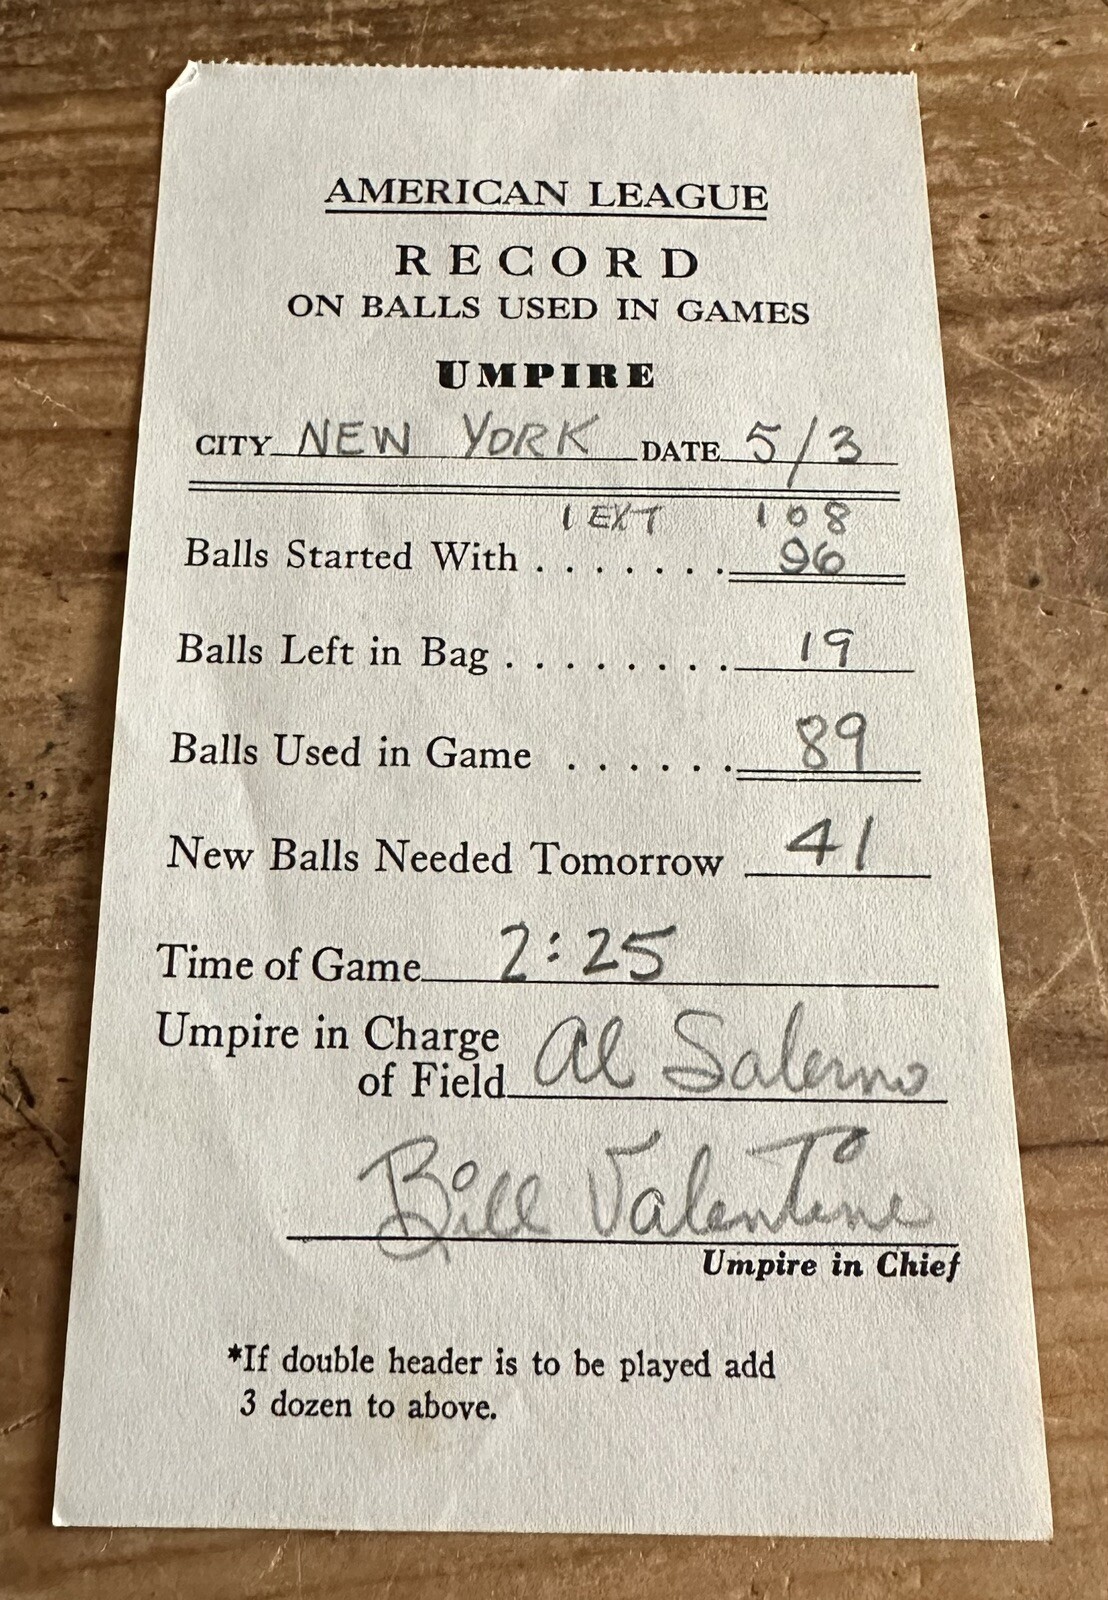 AMERICAN LEAGUE
RECORD
ON BALLS USED IN GAMES
UMPIRE
CITY NEW YORK DATE 5/3
1 EXT 108
Balls Started With . . . . . . . 96
Balls Left in Bag . . . . . . . . 19
Balls Used in Game . . . . . . 89
New Balls Needed Tomorrow 41
Time of Game 2:25
Umpire in Charge
of Field Al Salerno
Bill Valentine
Umpire in Chief
*If double header is to be played add
3 dozen to above.